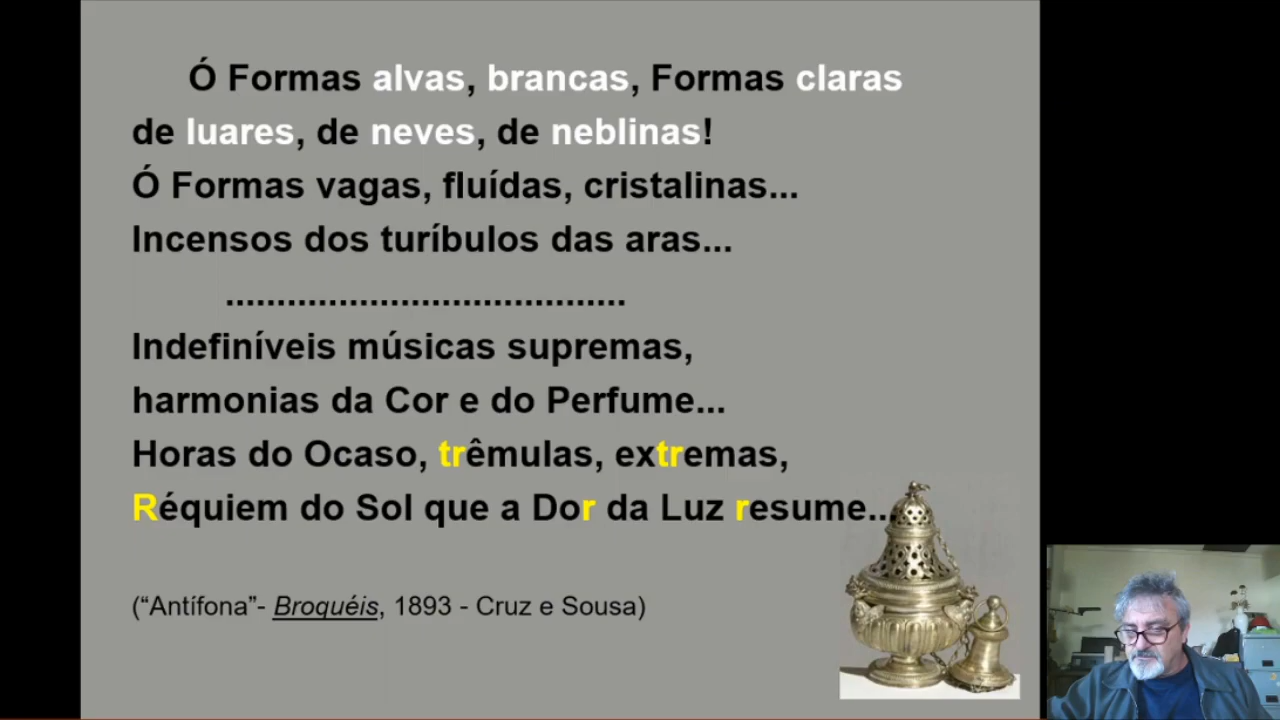 Ó Formas alvas, brancas, Formas claras
de luares, de neves, de neblinas!
Ó Formas vagas, fluídas, cristalinas...
Incensos dos turíbulos das aras...
.......................................
Indefiníveis músicas supremas,
harmonias da Cor e do Perfume...
Horas do Ocaso, trêmulas, extremas,
Réquiem do Sol que a Dor da Luz resume...
(“Antífona”- Broquéis, 1893 - Cruz e Sousa)